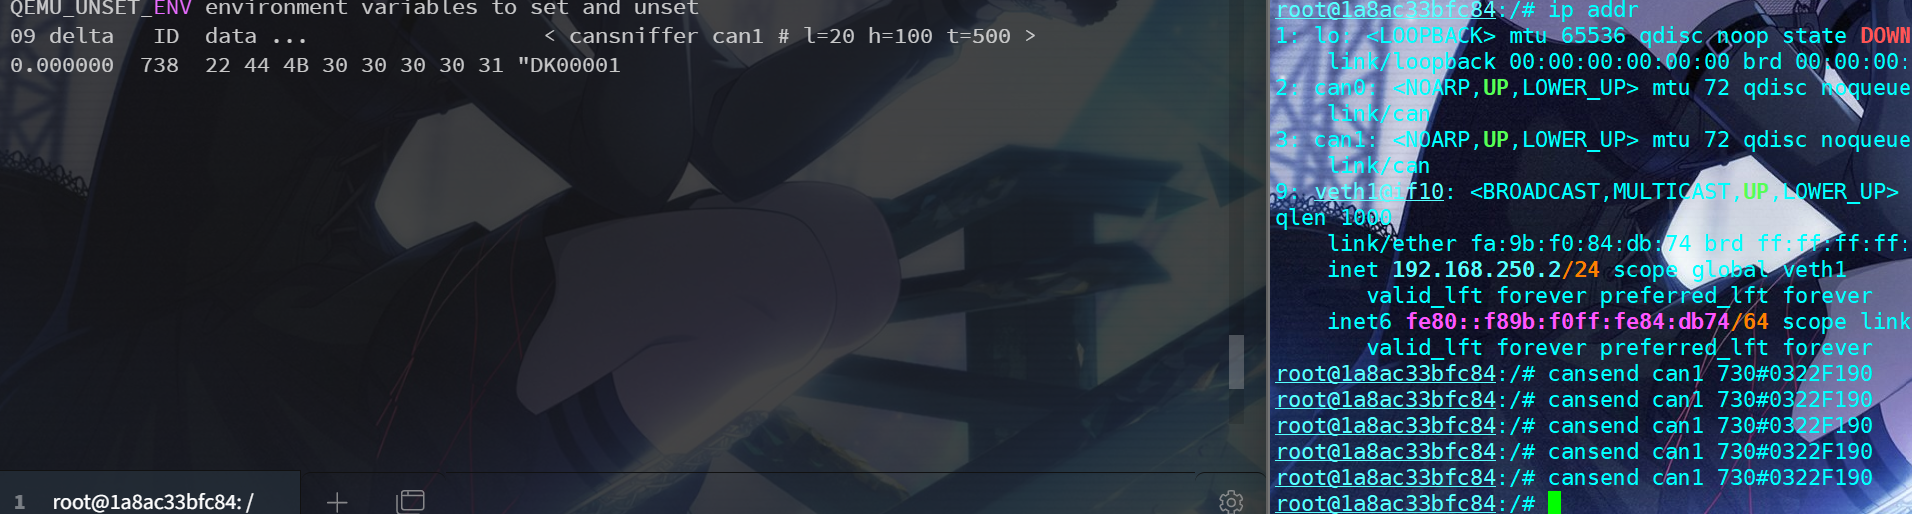 QEMU_UNSET_ENV environment variables to set and unset
09 delta   ID  data ...                  < cansniffer can1 # l=20 h=100 t=500 >
0.000000  738  22 44 4B 30 30 30 30 31 "DK00001
1 root@1a8ac33bfc84: /
root@1a8ac33bfc84:/# ip addr
1: lo: <LOOPBACK> mtu 65536 qdisc noop state DOWN
    link/loopback 00:00:00:00:00:00 brd 00:00:00:
2: can0: <NOARP,UP,LOWER_UP> mtu 72 qdisc noqueue
    link/can
3: can1: <NOARP,UP,LOWER_UP> mtu 72 qdisc noqueue
    link/can
9: veth1@if10: <BROADCAST,MULTICAST,UP,LOWER_UP>
qlen 1000
    link/ether fa:9b:f0:84:db:74 brd ff:ff:ff:ff:
    inet 192.168.250.2/24 scope global veth1
       valid_lft forever preferred_lft forever
    inet6 fe80::f89b:f0ff:fe84:db74/64 scope link
       valid_lft forever preferred_lft forever
root@1a8ac33bfc84:/# cansend can1 730#0322F190
root@1a8ac33bfc84:/# cansend can1 730#0322F190
root@1a8ac33bfc84:/# cansend can1 730#0322F190
root@1a8ac33bfc84:/# cansend can1 730#0322F190
root@1a8ac33bfc84:/# cansend can1 730#0322F190
root@1a8ac33bfc84:/#